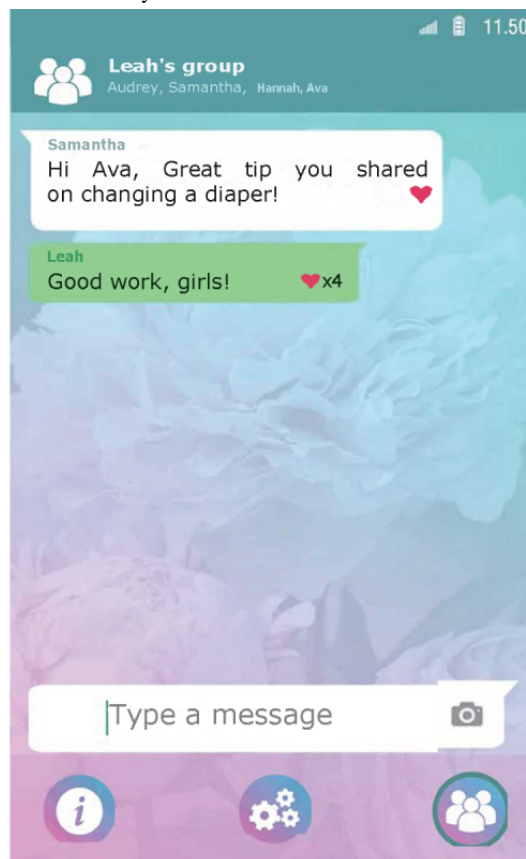 11.50
Leah's group
Audrey, Samantha, Hannah, Ava
Samantha
Hi Ava, Great tip you shared
on changing a diaper!
Leah
Good work, girls!
x4
Type a message
i